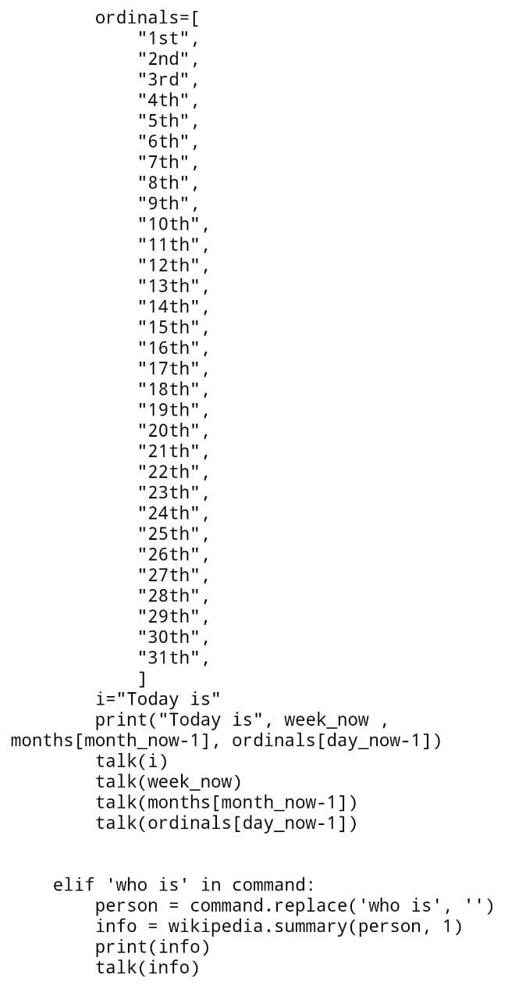 ordinals=[
"1st",
"2nd",
"3rd",
"4th",
"5th",
"6th",
"7th",
"8th",
"9th",
"10th",
"11th",
"12th",
"13th",
"14th",
"15th",
"16th",
"17th",
"18th",
"19th",
"20th",
"21th",
"22th",
"23th",
"24th",
"25th",
"26th",
"27th",
"28th",
"29th",
"30th",
"31th",
]
i="Today is"
print("Today is", week_now ,
months[month_now-1], ordinals[day_now-1])
talk(i)
talk(week_now)
talk(months[month_now-1])
talk(ordinals[day_now-1])
elif 'who is' in command:
person = command.replace('who is', '')
info = wikipedia.summary(person, 1)
print(info)
talk(info)